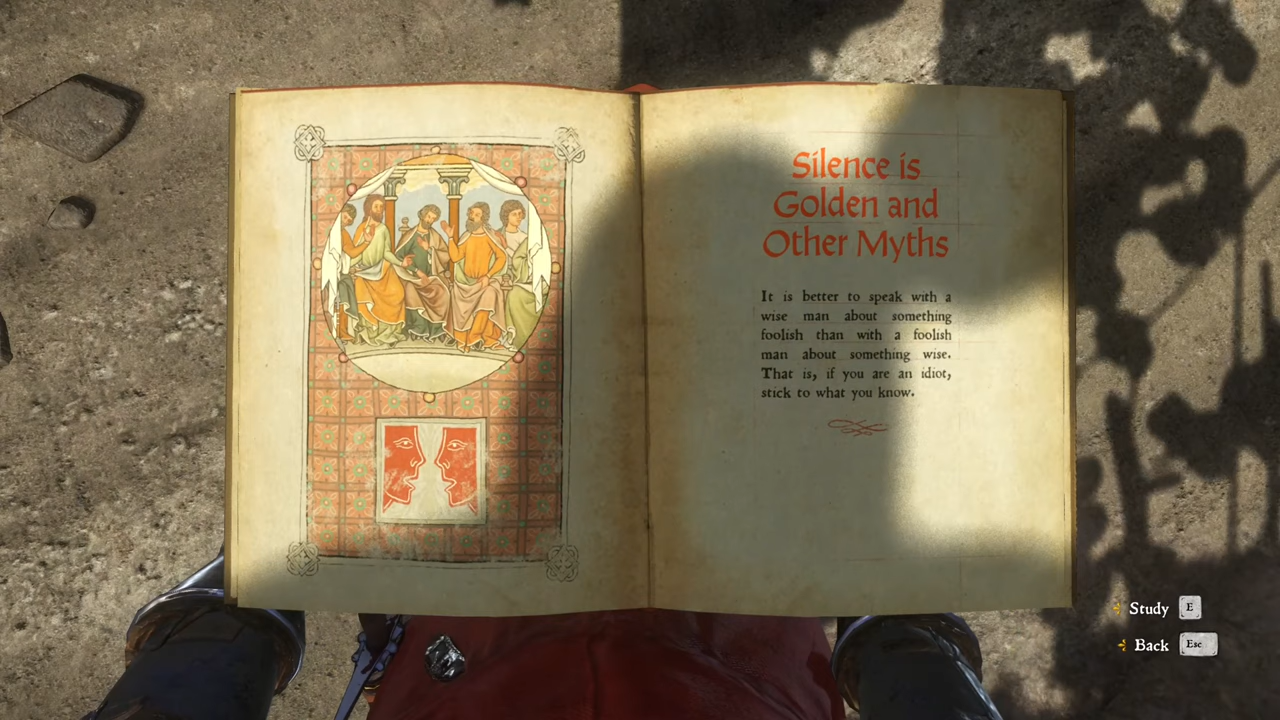 Silence is
Golden and
Other Myths
It is better to speak with a
wise man about something
foolish than with a foolish
man about something wise.
That is, if you are an idiot,
stick to what you know.
Study E
Back Esc